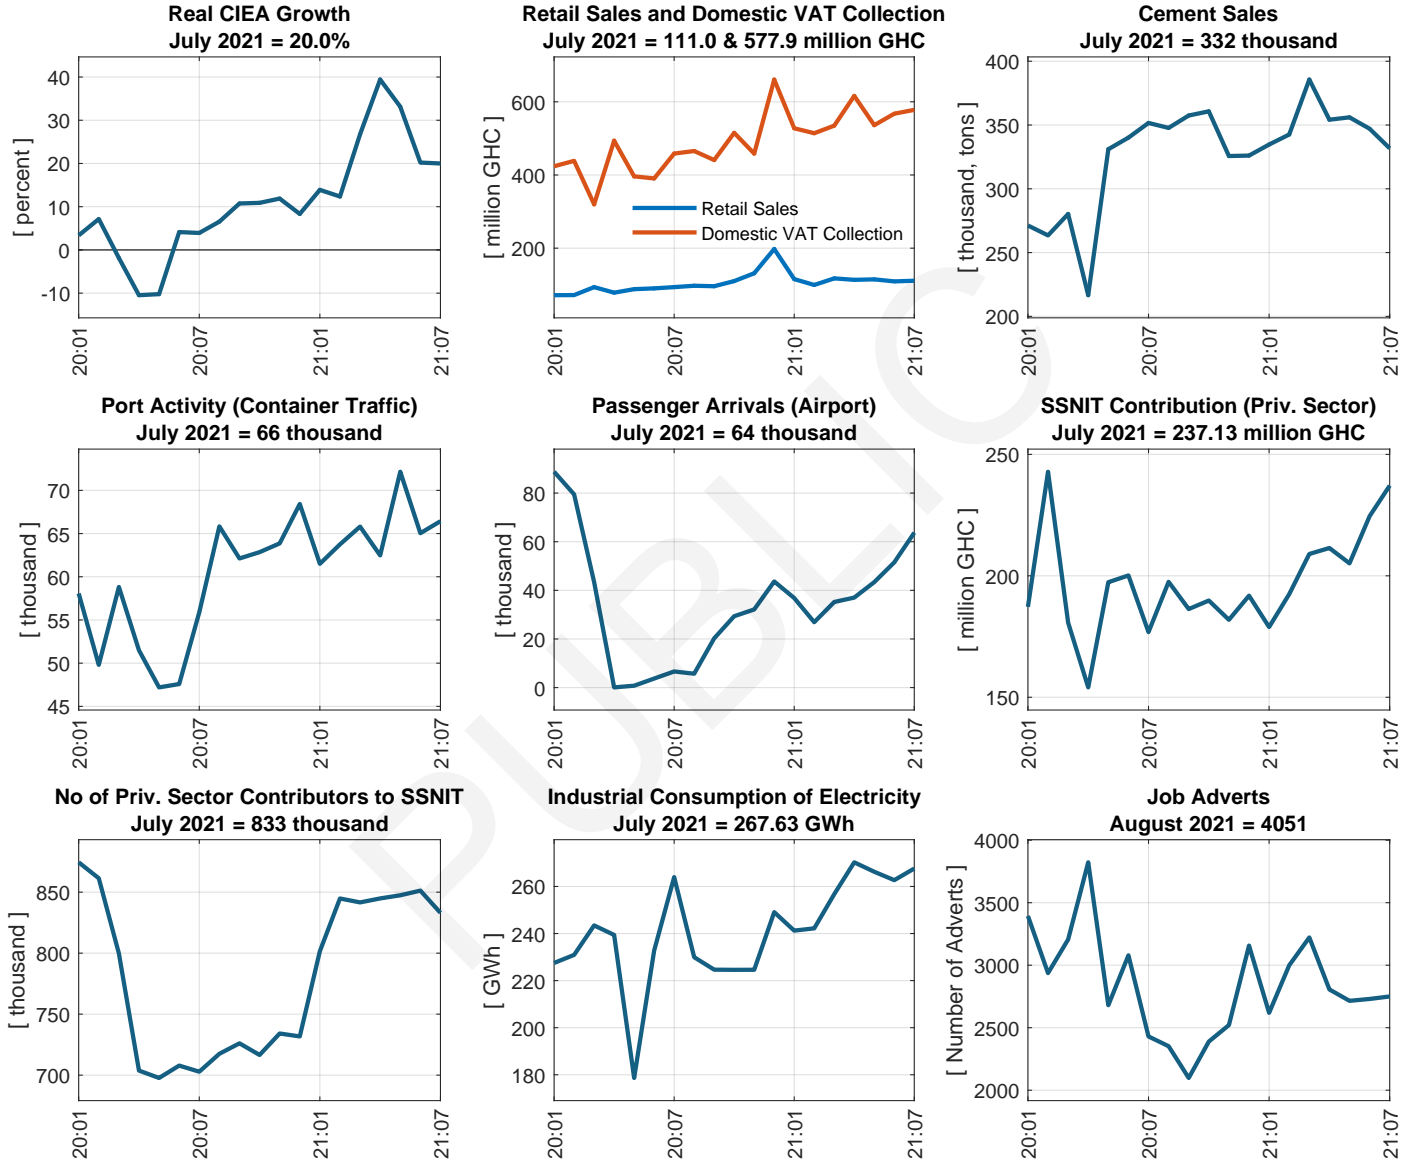 Real CIEA Growth
July 2021 = 20.0%
[ percent ]
40
30
20
10
0
-10
20:01
20:07
21:01
21:07
Retail Sales and Domestic VAT Collection
July 2021 = 111.0 & 577.9 million GHC
[ million GHC ]
600
400
200
Retail Sales
Domestic VAT Collection
20:01
20:07
21:01
21:07
Cement Sales
July 2021 = 332 thousand
[ thousand, tons ]
400
350
300
250
200
20:01
20:07
21:01
21:07
Port Activity (Container Traffic)
July 2021 = 66 thousand
[ thousand ]
70
65
60
55
50
45
20:01
20:07
21:01
21:07
Passenger Arrivals (Airport)
July 2021 = 64 thousand
[ thousand ]
80
60
40
20
0
20:01
20:07
21:01
21:07
SSNIT Contribution (Priv. Sector)
July 2021 = 237.13 million GHC
[ million GHC ]
250
200
150
20:01
20:07
21:01
21:07
No of Priv. Sector Contributors to SSNIT
July 2021 = 833 thousand
[ thousand ]
850
800
750
700
20:01
20:07
21:01
21:07
Industrial Consumption of Electricity
July 2021 = 267.63 GWh
[ GWh ]
260
240
220
200
180
20:01
20:07
21:01
21:07
Job Adverts
August 2021 = 4051
[ Number of Adverts ]
4000
3500
3000
2500
2000
20:01
20:07
21:01
21:07
PUBLIC